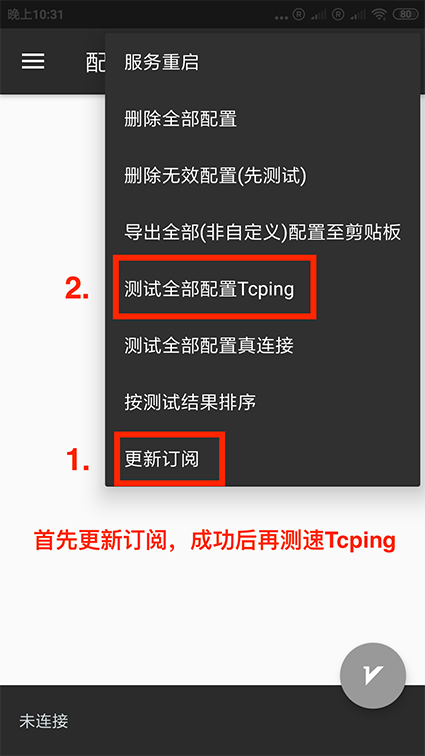 晚上10:31
80
配
服务重启
删除全部配置
删除无效配置(先测试)
导出全部(非自定义)配置至剪贴板
2.
测试全部配置Tcping
测试全部配置真连接
按测试结果排序
1.
更新订阅
首先更新订阅，成功后再测速Tcping
未连接